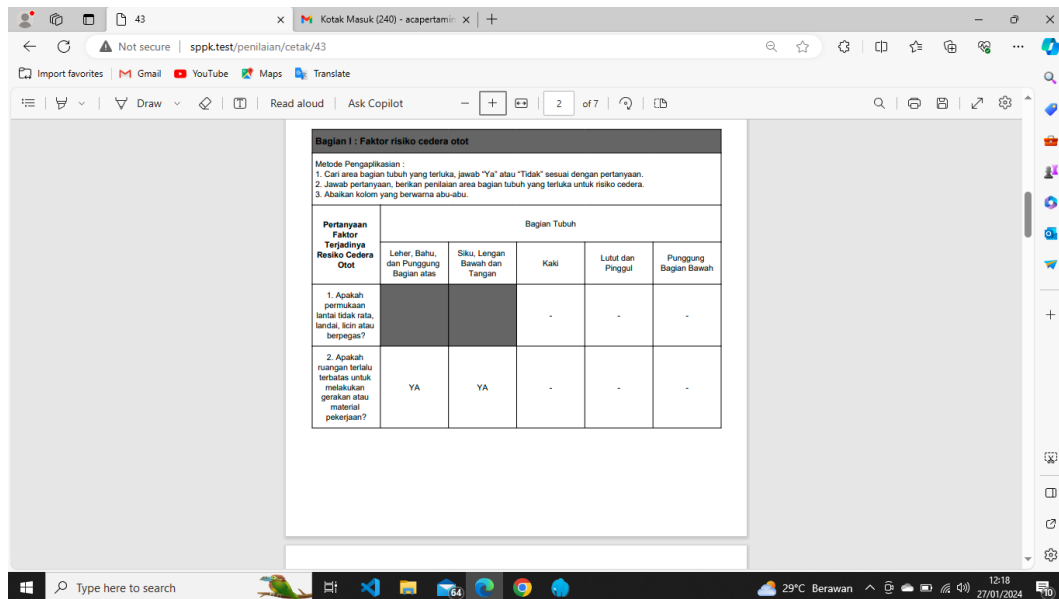 43
Kotak Masuk (240) - acapertamin
Not secure
sppk.test/penilaian/cetak/43
Import favorites
Gmail
YouTube
Maps
Translate
Draw
Read aloud
Ask Copilot
2
of 7
Bagian I : Faktor risiko cedera otot
Metode Pengaplikasian :
1. Cari area bagian tubuh yang terluka, jawab “Ya” atau “Tidak” sesuai dengan pertanyaan.
2. Jawab pertanyaan, berikan penilaian area bagian tubuh yang terluka untuk risiko cedera.
3. Abaikan kolom yang berwarna abu-abu.
Pertanyaan
Faktor
Terjadinya
Resiko Cedera
Otot
Bagian Tubuh
Leher, Bahu,
dan Punggung
Bagian atas
Siku, Lengan
Bawah dan
Tangan
Kaki
Lutut dan
Pinggul
Punggung
Bagian Bawah
1. Apakah
permukaan
lantai tidak rata,
landai, licin atau
berpegas?
-
-
-
2. Apakah
ruangan terlalu
terbatas untuk
melakukan
gerakan atau
material
pekerjaan?
YA
YA
-
-
-
Type here to search
64
29°C Berawan
12:18
27/01/2024
10